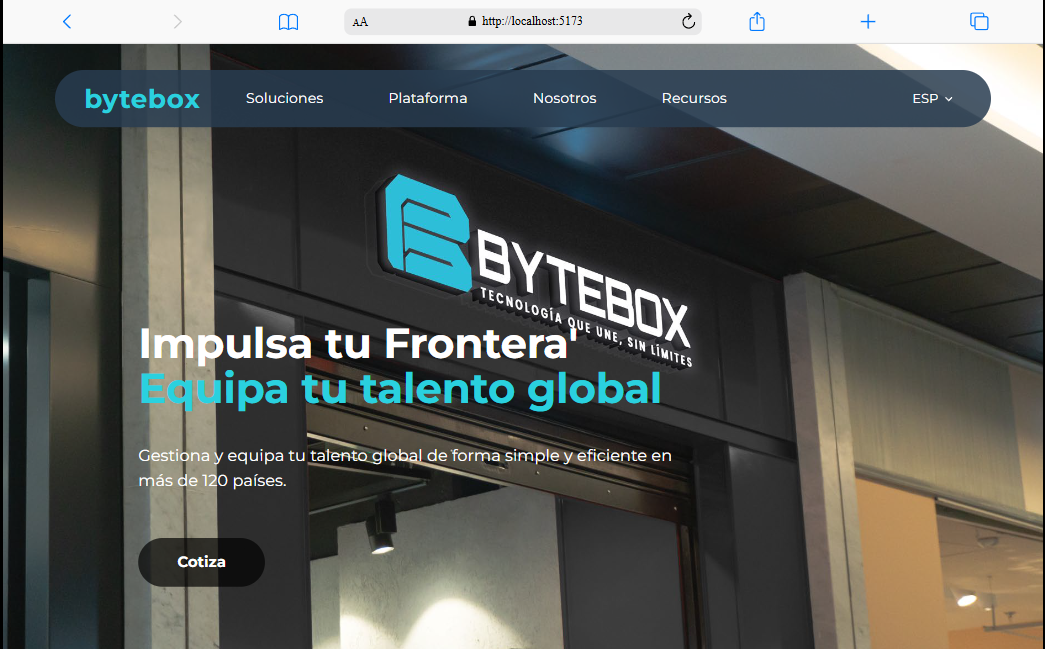 AA http://localhost:5173
bytebox Soluciones Plataforma Nosotros Recursos ESP
BYTEBOX
TECNOLOGÍA QUE UNE, SIN LÍMITES
Impulsa tu Frontera'
Equipa tu talento global
Gestiona y equipa tu talento global de forma simple y eficiente en
más de 120 países.
Cotiza